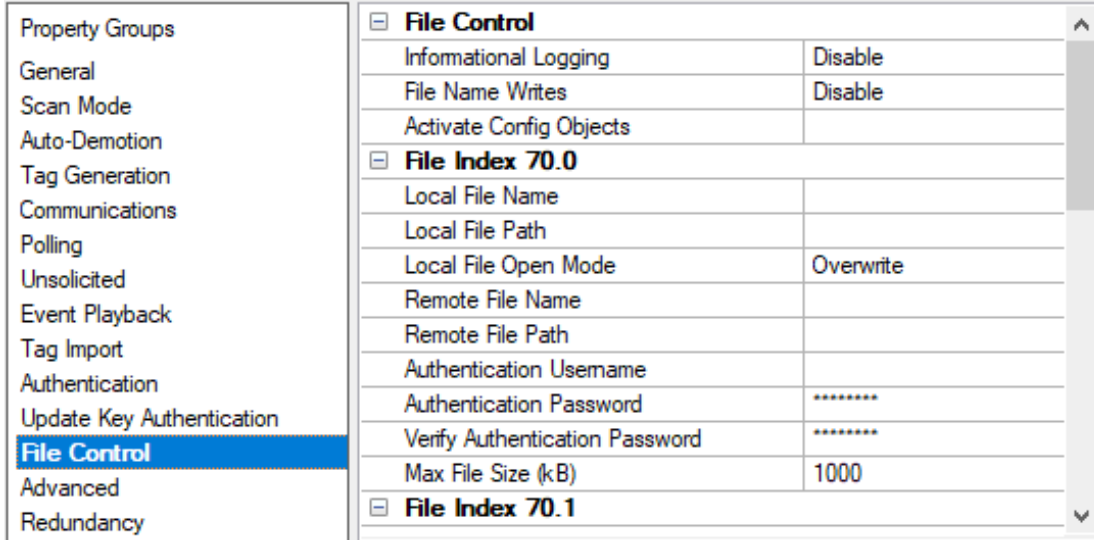 Property Groups
General
Scan Mode
Auto-Demotion
Tag Generation
Communications
Polling
Unsolicited
Event Playback
Tag Import
Authentication
Update Key Authentication
File Control
Advanced
Redundancy
File Control
Informational Logging Disable
File Name Writes Disable
Activate Config Objects
File Index 70.0
Local File Name
Local File Path
Local File Open Mode Overwrite
Remote File Name
Remote File Path
Authentication Username
Authentication Password ********
Verify Authentication Password ********
Max File Size (kB) 1000
File Index 70.1